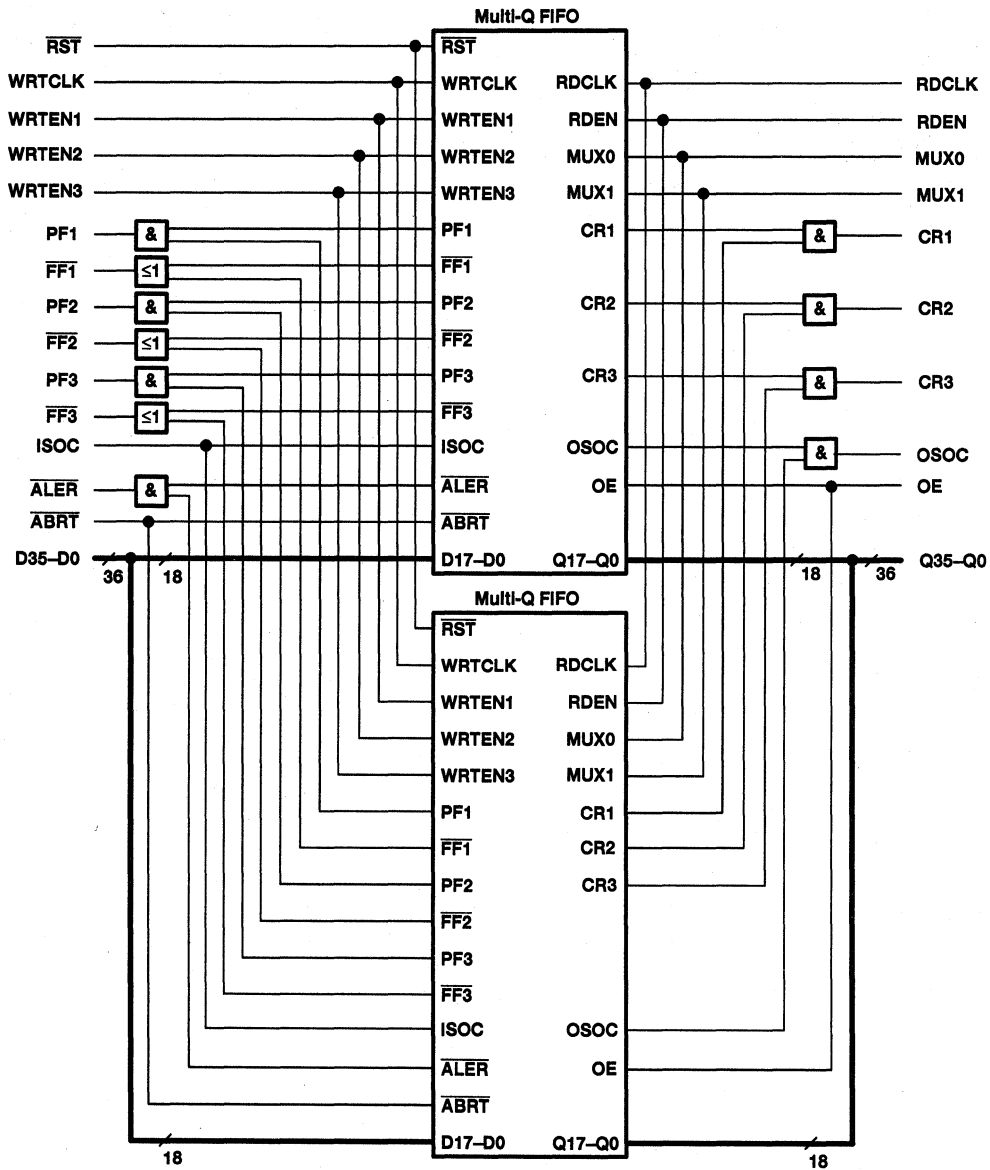 Multi-Q FIFO
RST RST
WRTCLK WRTCLK RDCLK RDCLK
WRTEN1 WRTEN1 RDEN RDEN
WRTEN2 WRTEN2 MUX0 MUX0
WRTEN3 WRTEN3 MUX1 MUX1
PF1 & PF1 CR1 & CR1
FF1 ≤1 FF1
PF2 & PF2 CR2 & CR2
FF2 ≤1 FF2
PF3 & PF3 CR3 & CR3
FF3 ≤1 FF3
ISOC ISOC OSOC & OSOC
ALER & ALER OE OE
ABRT ABRT
D35–D0 D17–D0 Q17–Q0 Q35–Q0
36 18 18 36
Multi-Q FIFO
RST
WRTCLK RDCLK
WRTEN1 RDEN
WRTEN2 MUX0
WRTEN3 MUX1
PF1 CR1
FF1 CR2
PF2 CR3
FF2
PF3
FF3
ISOC OSOC
ALER OE
ABRT
D17–D0 Q17–Q0
18 18